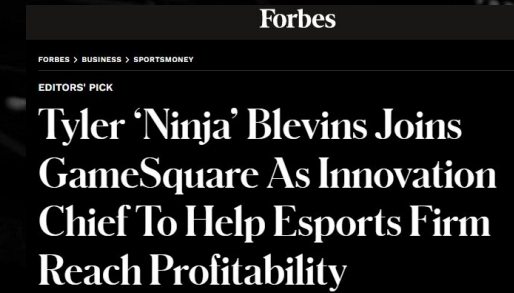 Forbes
FORBES > BUSINESS > SPORTSMONEY
EDITORS' PICK
Tyler ‘Ninja’ Blevins Joins
GameSquare As Innovation
Chief To Help Esports Firm
Reach Profitability